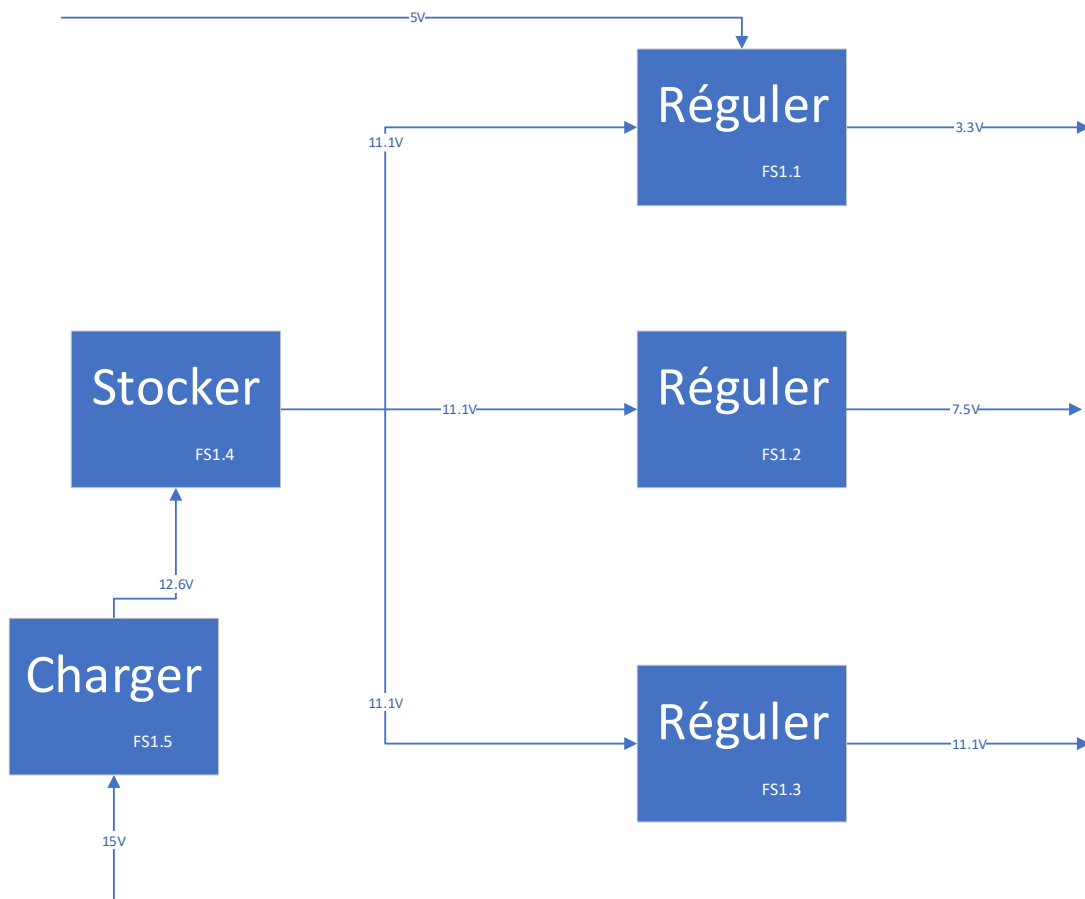 5V
Réguler
FS1.1
11.1V
3.3V
Stocker
FS1.4
11.1V
Réguler
FS1.2
7.5V
12.6V
Charger
FS1.5
11.1V
Réguler
FS1.3
11.1V
15V